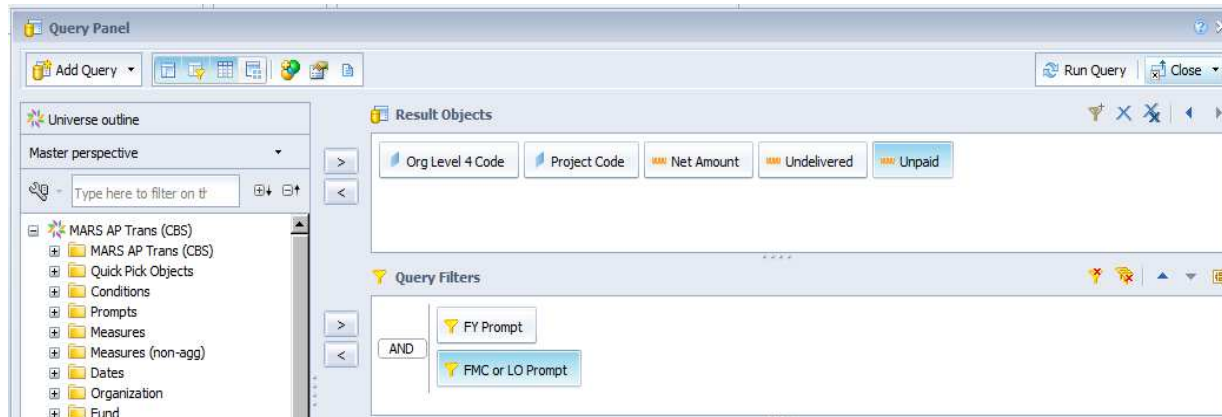 Query Panel
Add Query
Run Query
Close
Universe outline
Master perspective
Type here to filter on th
MARS AP Trans (CBS)
MARS AP Trans (CBS)
Quick Pick Objects
Conditions
Prompts
Measures
Measures (non-agg)
Dates
Organization
Fund
Result Objects
>
<
Org Level 4 Code
Project Code
Net Amount
Undelivered
Unpaid
Query Filters
>
<
AND
FY Prompt
FMC or LO Prompt